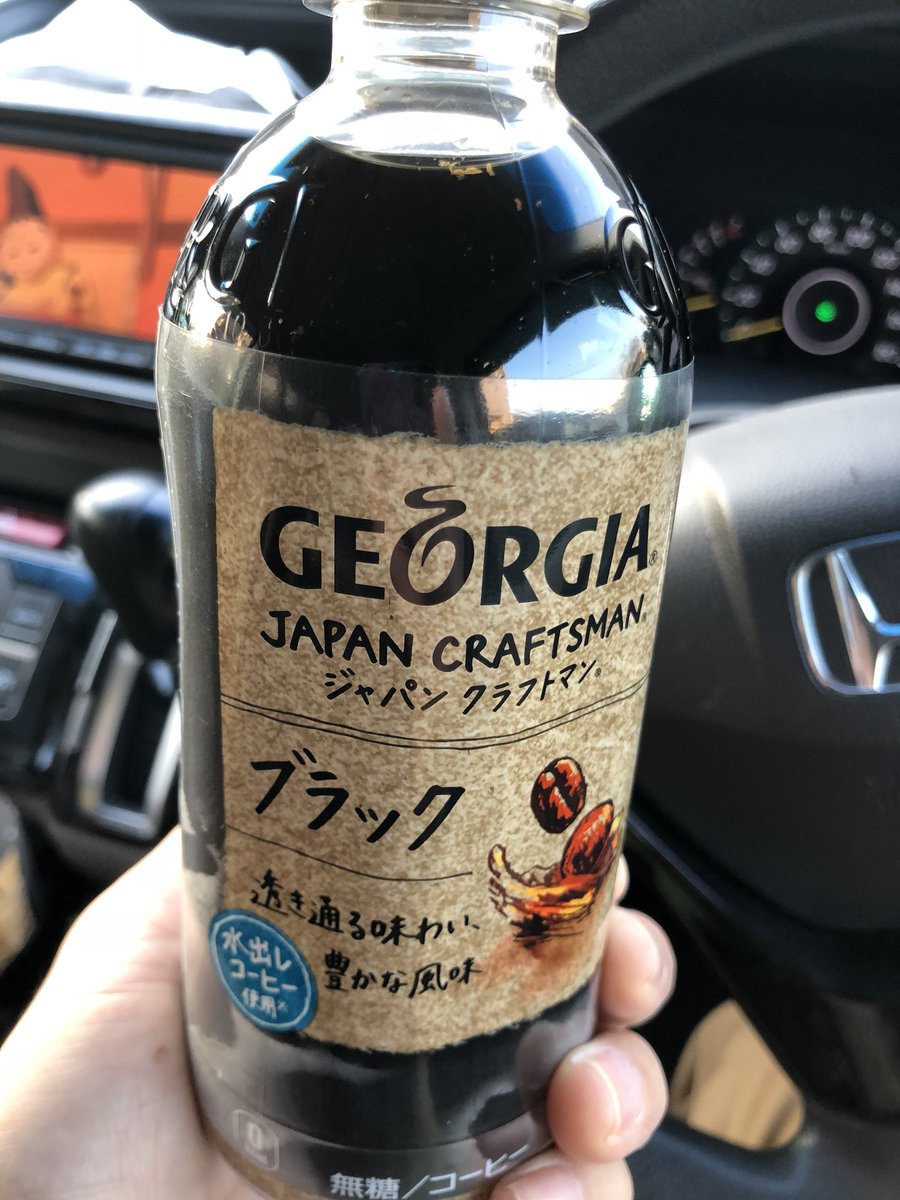 GEORGIA®
JAPAN CRAFTSMAN®
ジャパン クラフトマン®
ブラック
透き通る味わい、
豊かな風味
水出し
コーヒー
使用※
無糖/コーヒー